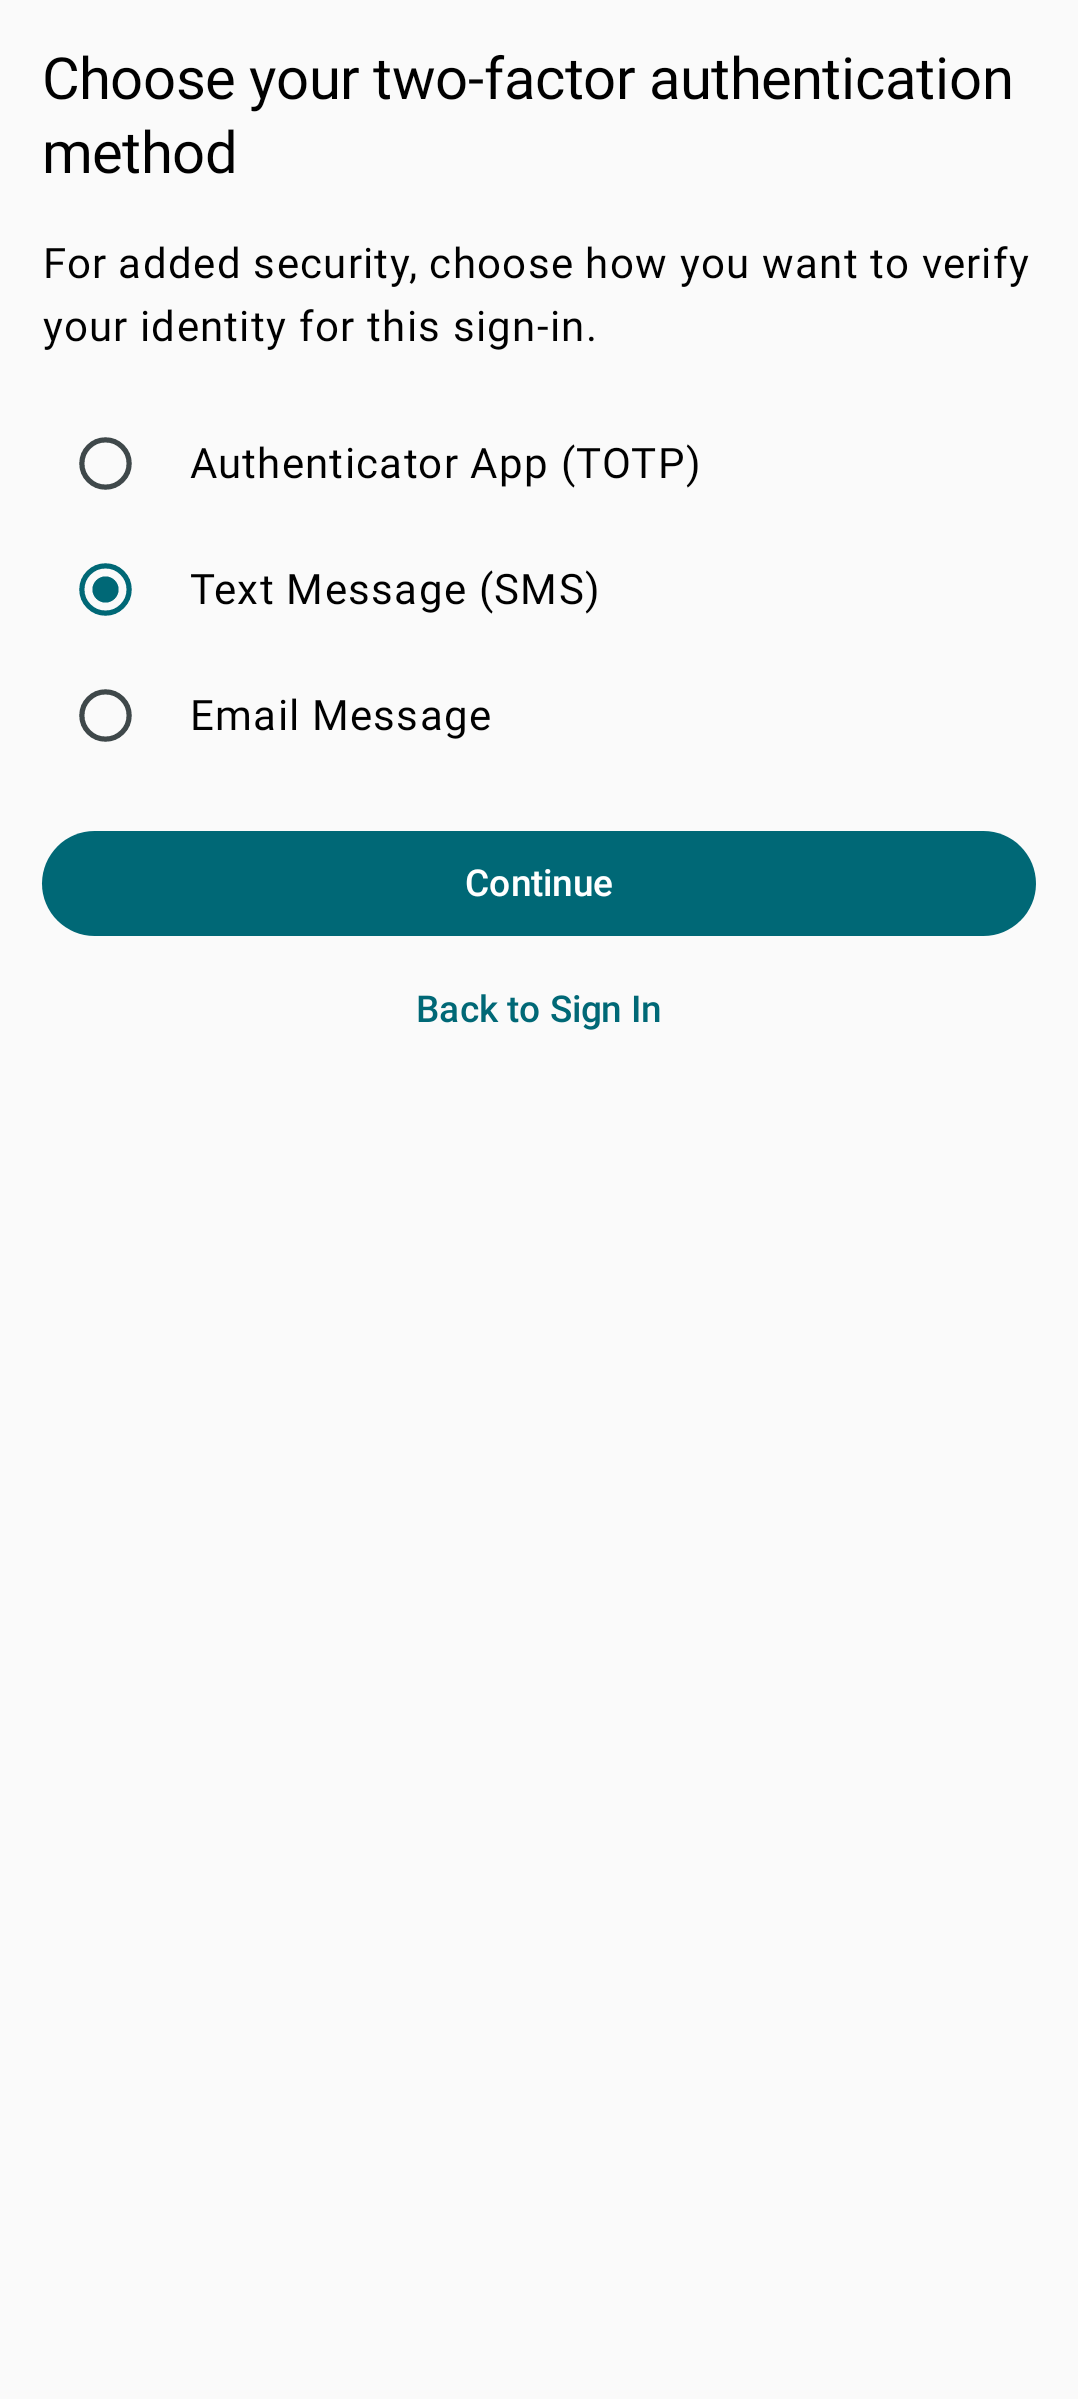 Choose your two-factor authentication
method
For added security, choose how you want to verify
your identity for this sign-in.
Authenticator App (TOTP)
Text Message (SMS)
Email Message
Continue
Back to Sign In